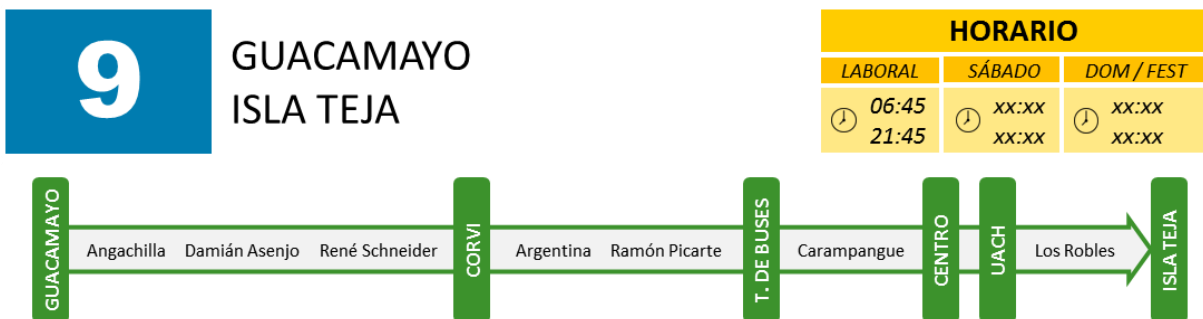 9
GUACAMAYO
ISLA TEJA
HORARIO
LABORAL SÁBADO DOM / FEST
06:45 xx:xx xx:xx
21:45 xx:xx xx:xx
GUACAMAYO
Angachilla Damián Asenjo René Schneider
CORVI
Argentina Ramón Picarte
T. DE BUSES
Carampangue
CENTRO
UACH
Los Robles
ISLA TEJA